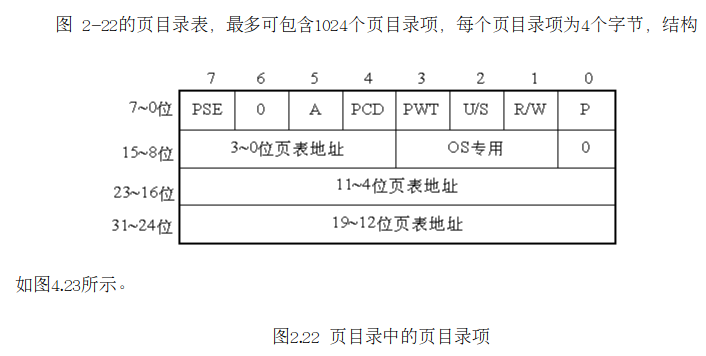 图 2-22的页目录表，最多可包含1024个页目录项，每个页目录项为4个字节，结构
7 6 5 4 3 2 1 0
7~0位 PSE 0 A PCD PWT U/S R/W P
15~8位 3~0位页表地址 OS专用 0
23~16位 11~4位页表地址
31~24位 19~12位页表地址
如图4.23所示。
图2.22 页目录中的页目录项